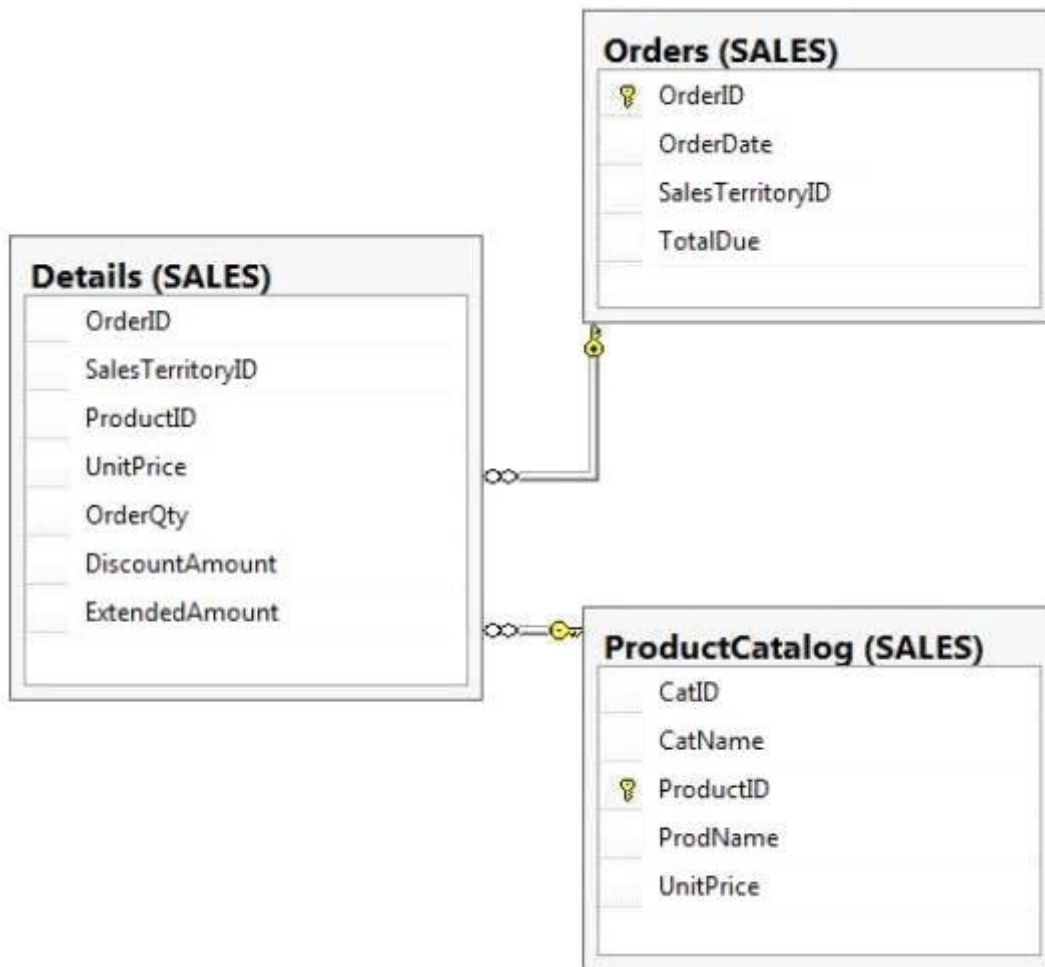 Orders (SALES)
OrderID
OrderDate
SalesTerritoryID
TotalDue
Details (SALES)
OrderID
SalesTerritoryID
ProductID
UnitPrice
OrderQty
DiscountAmount
ExtendedAmount
ProductCatalog (SALES)
CatID
CatName
ProductID
ProdName
UnitPrice